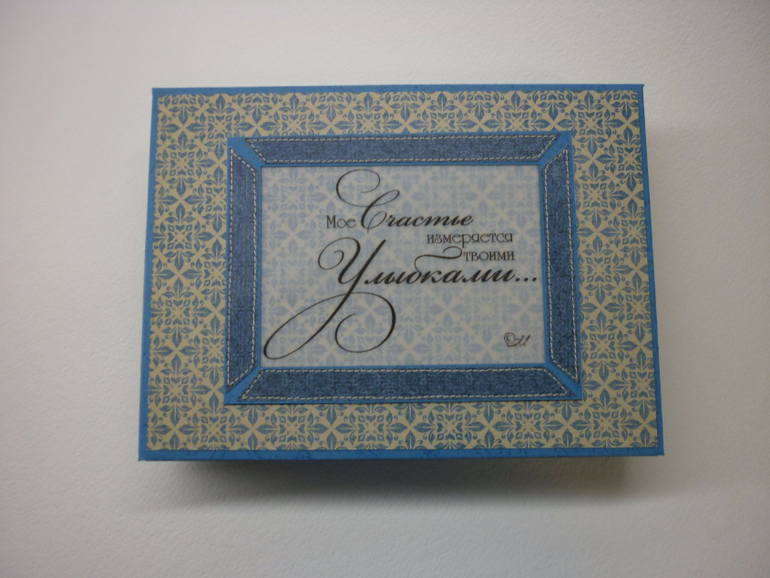 Мое Счастье
измеряется
твоими
Улыбками...